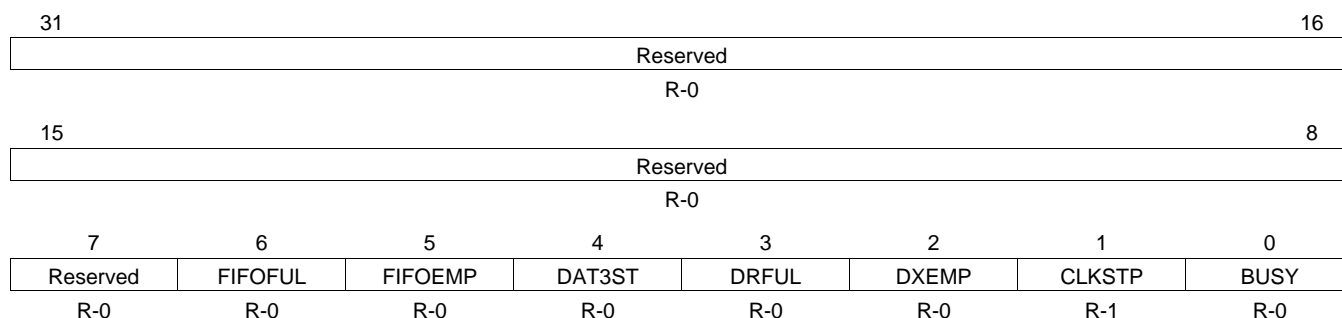 31 16
Reserved
R-0
15 8
Reserved
R-0
7 6 5 4 3 2 1 0
Reserved FIFOFUL FIFOEMP DAT3ST DRFUL DXEMP CLKSTP BUSY
R-0 R-0 R-0 R-0 R-0 R-0 R-1 R-0